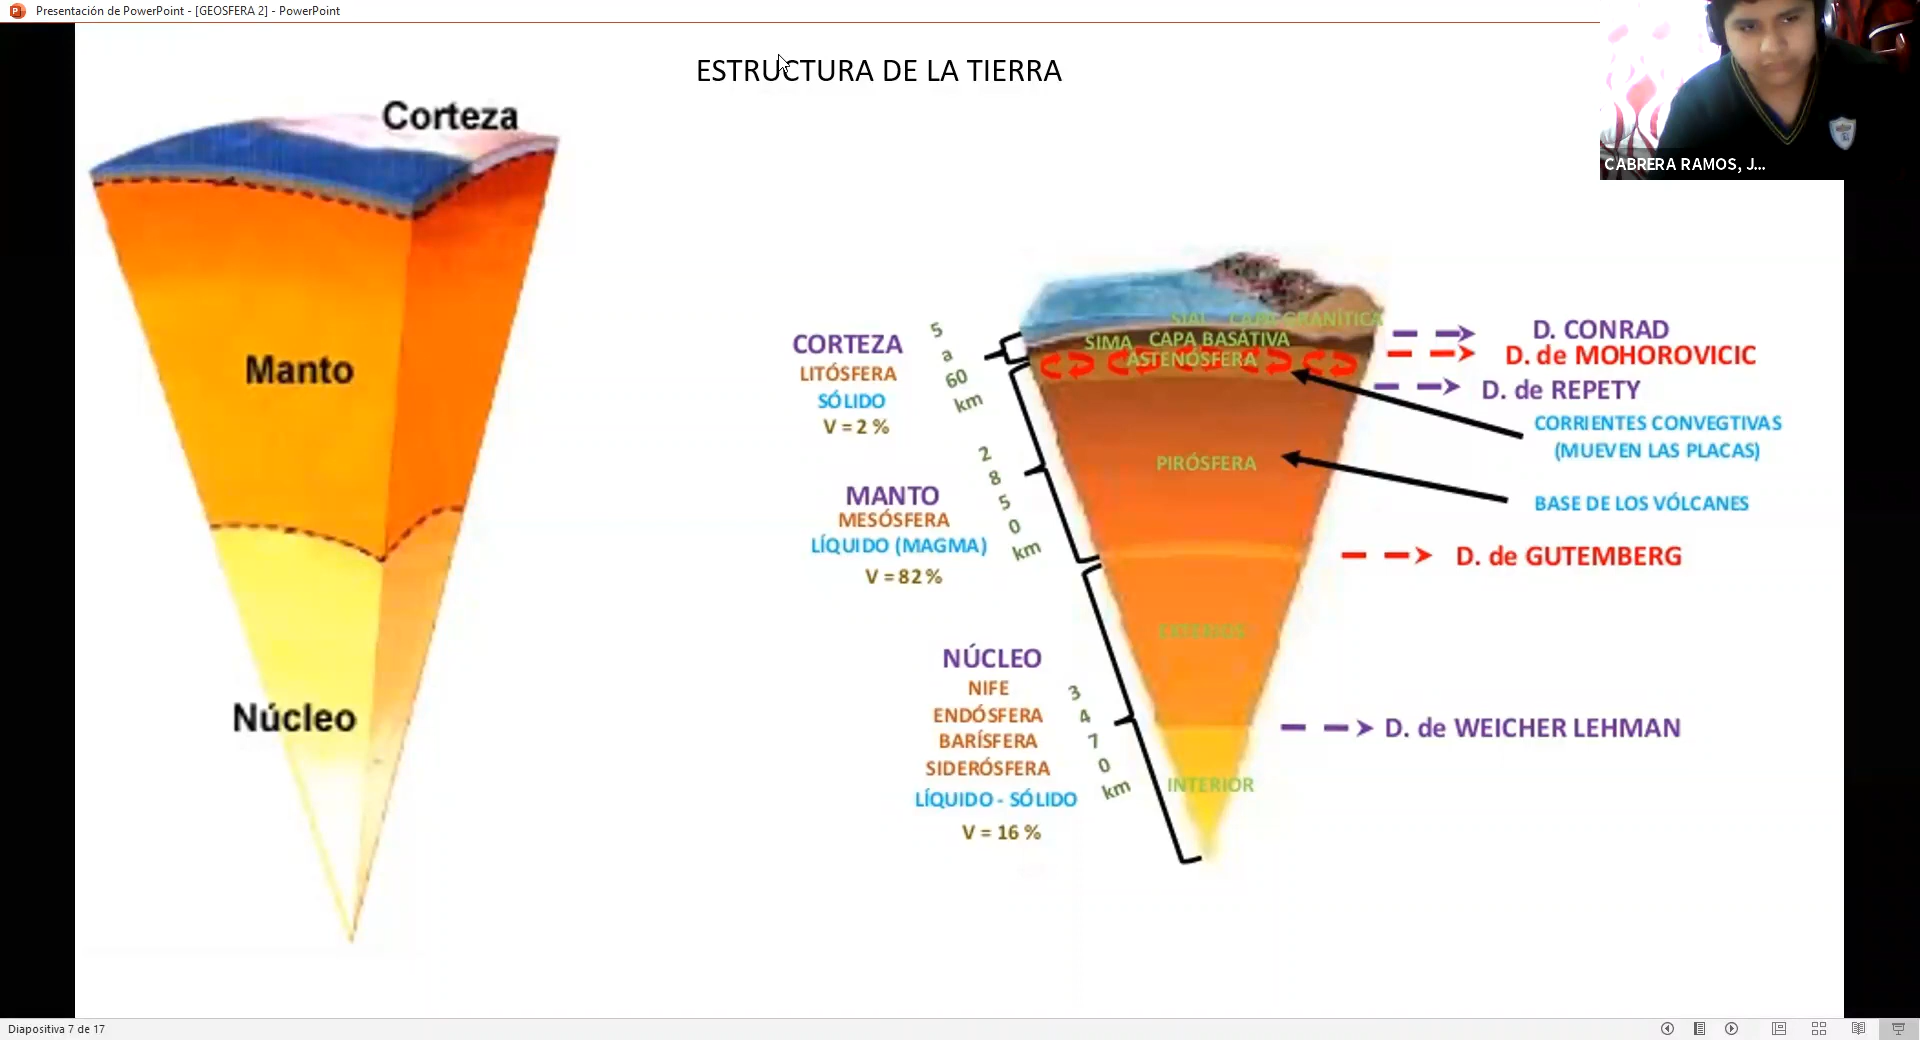 Presentación de PowerPoint - [GEOSFERA 2] - PowerPoint
ESTRUCTURA DE LA TIERRA
CABRERA RAMOS, J...
Corteza
Manto
Núcleo
CORTEZA
LITÓSFERA
SÓLIDO
V = 2 %
5
a
60
km
MANTO
MESÓSFERA
LÍQUIDO (MAGMA)
V = 82 %
2
8
5
0
km
NÚCLEO
NIFE
ENDÓSFERA
BARÍSFERA
SIDERÓSFERA
LÍQUIDO - SÓLIDO
V = 16 %
3
4
7
0
km
SIAL CAPA GRANÍTICA
SIMA CAPA BASÁTIVA
ASTENÓSFERA
PIRÓSFERA
INTERIOR
D. CONRAD
D. de MOHOROVICIC
D. de REPETY
CORRIENTES CONVEGTIVAS
(MUEVEN LAS PLACAS)
BASE DE LOS VÓLCANES
D. de GUTEMBERG
D. de WEICHER LEHMAN
Diapositiva 7 de 17